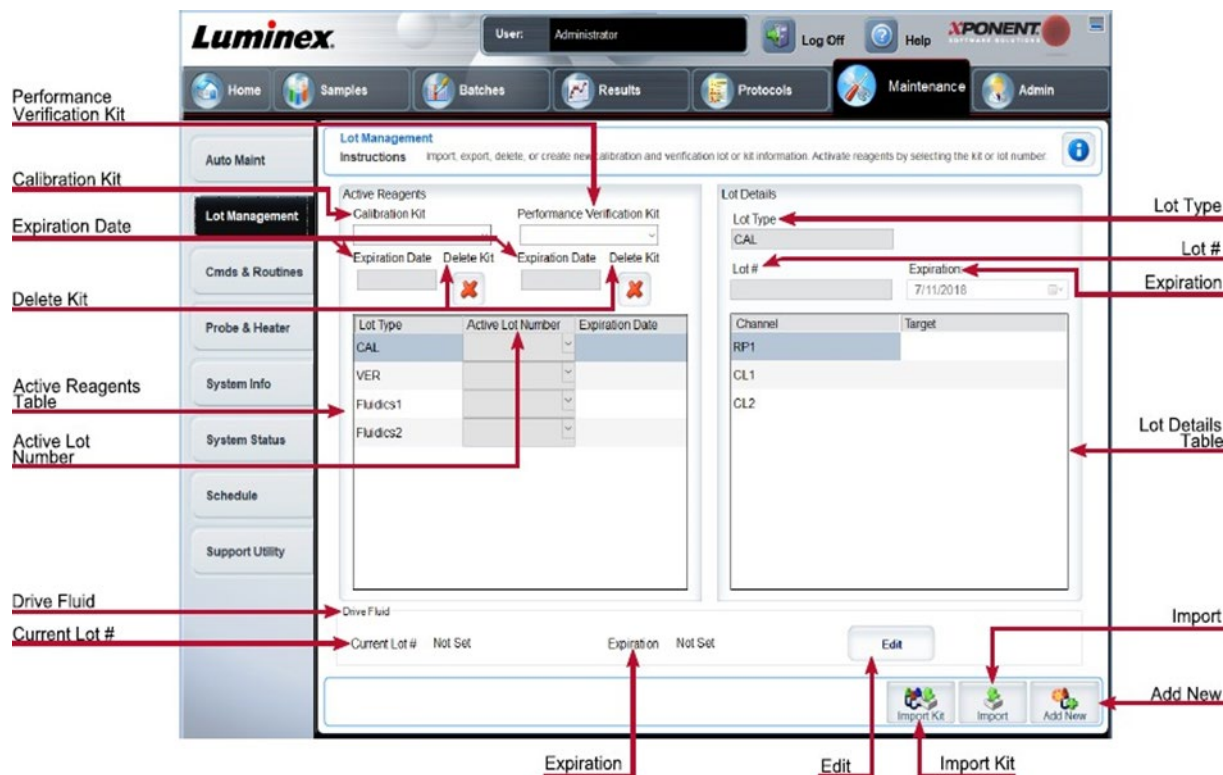 Luminex.
User: Administrator
Log Off
Help
XPONENT.
SOFTWARE SOLUTIONS
Home
Samples
Batches
Results
Protocols
Maintenance
Admin
Performance
Verification Kit
Calibration Kit
Expiration Date
Delete Kit
Active Reagents
Table
Active Lot
Number
Drive Fluid
Current Lot #
Auto Maint
Lot Management
Cmds & Routines
Probe & Heater
System Info
System Status
Schedule
Support Utility
Lot Management
Instructions Import, export, delete, or create new calibration and verification lot or kit information. Activate reagents by selecting the kit or lot number.
Active Reagents
Calibration Kit Performance Verification Kit
Expiration Date Delete Kit Expiration Date Delete Kit
Lot Type Active Lot Number Expiration Date
CAL
VER
Fluidics1
Fluidics2
Lot Details
Lot Type
CAL
Lot # Expiration:
7/11/2018
Channel Target
RP1
CL1
CL2
Drive Fluid
Current Lot # Not Set Expiration Not Set Edit
Import Kit Import Add New
Lot Type
Lot #
Expiration
Lot Details
Table
Import
Add New
Expiration Edit Import Kit